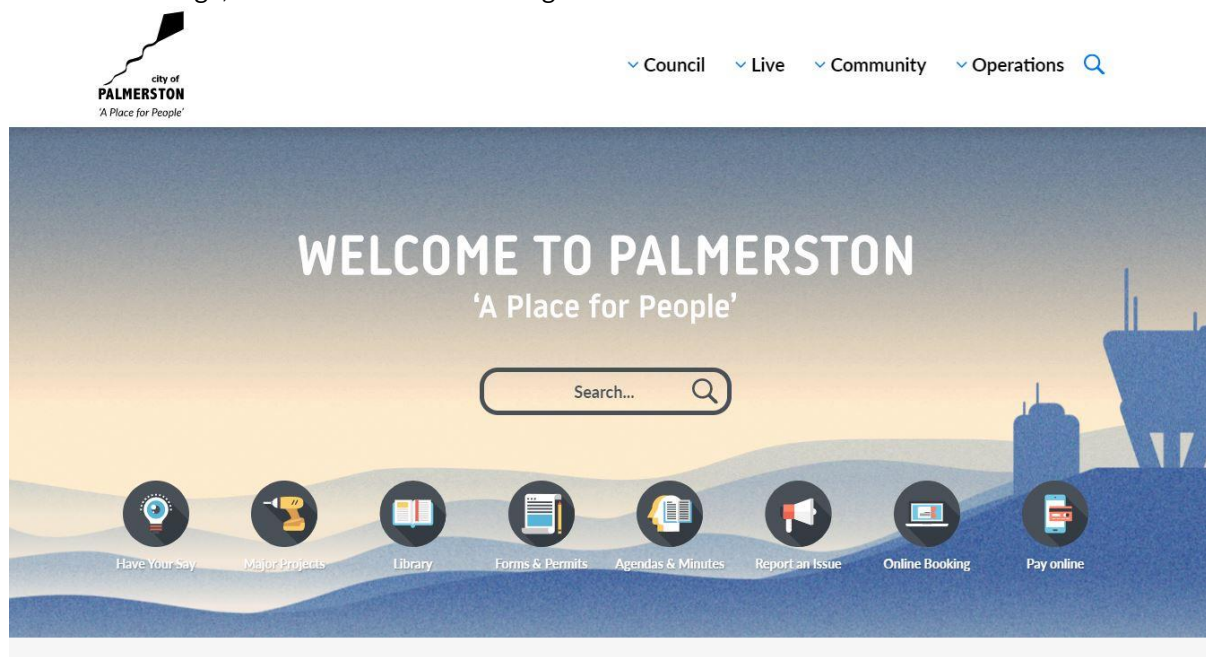 city of
PALMERSTON
'A Place for People'
Council Live Community Operations
WELCOME TO PALMERSTON
‘A Place for People’
Search...
Have Your Say Major Projects Library Forms & Permits Agendas & Minutes Report an Issue Online Booking Pay online